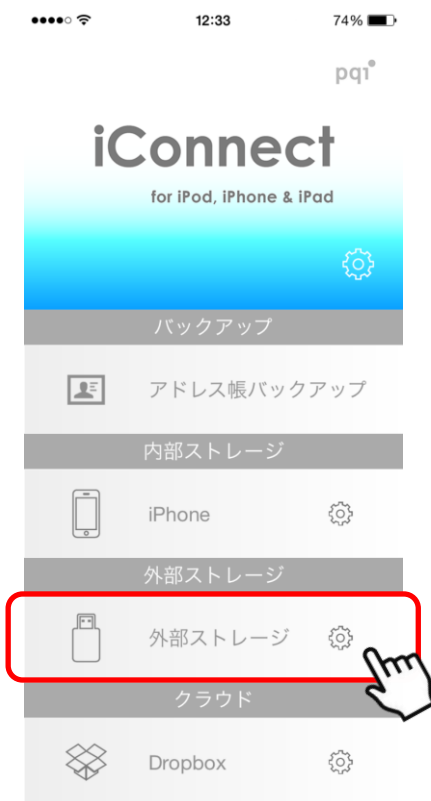 12:33
74%
pqi
iConnect
for iPod, iPhone & iPad
バックアップ
アドレス帳バックアップ
内部ストレージ
iPhone
外部ストレージ
外部ストレージ
クラウド
Dropbox